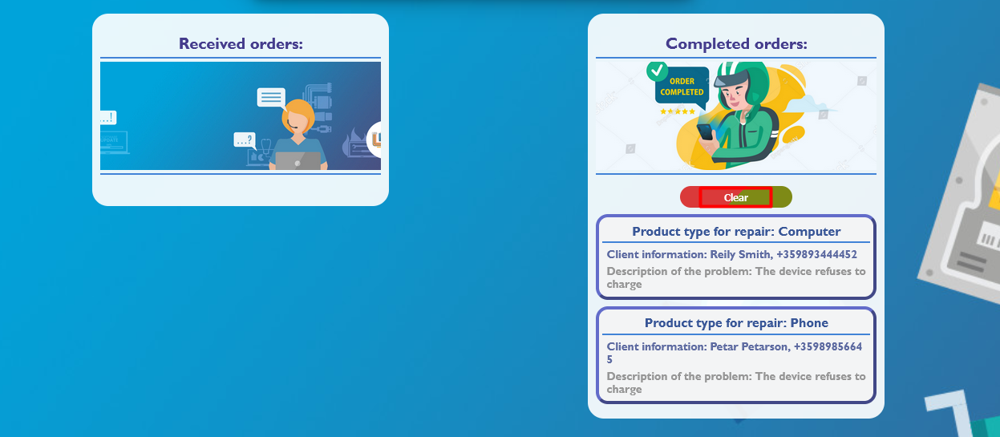 Received orders:
...!
UPDATE
...?
Completed orders:
ORDER
COMPLETED
Clear
Product type for repair: Computer
Client information: Reily Smith, +359893444452
Description of the problem: The device refuses to
charge
Product type for repair: Phone
Client information: Petar Petarson, +3598985664
5
Description of the problem: The device refuses to
charge